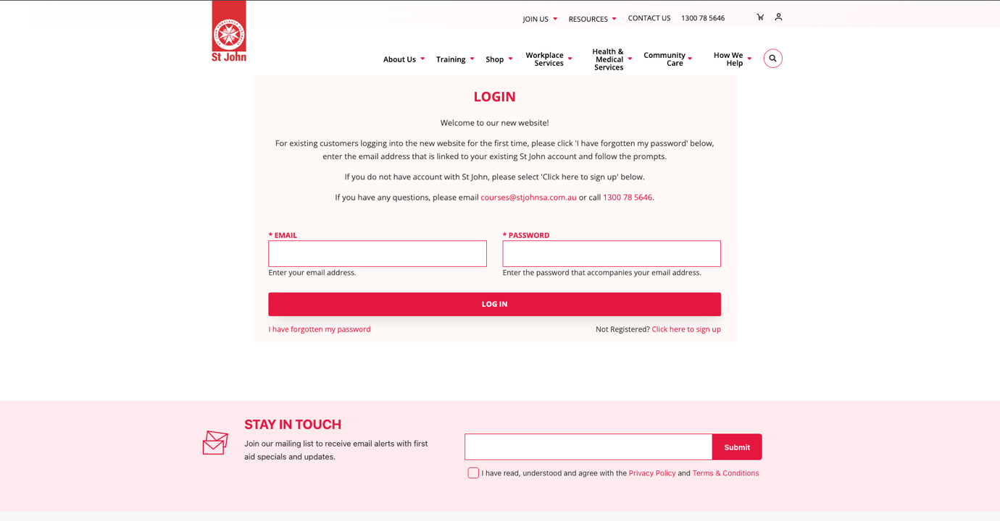 JOIN US
RESOURCES
CONTACT US
1300 78 5646
St John
About Us
Training
Shop
Workplace
Services
Health &
Medical
Services
Community
Care
How We
Help
LOGIN
Welcome to our new website!
For existing customers logging into the new website for the first time, please click 'I have forgotten my password' below,
enter the email address that is linked to your existing St John account and follow the prompts.
If you do not have account with St John, please select 'Click here to sign up' below.
If you have any questions, please email courses@stjohnsa.com.au or call 1300 78 5646.
* EMAIL
* PASSWORD
Enter your email address.
Enter the password that accompanies your email address.
LOG IN
I have forgotten my password
Not Registered? Click here to sign up
STAY IN TOUCH
Join our mailing list to receive email alerts with first
aid specials and updates.
Submit
I have read, understood and agree with the Privacy Policy and Terms & Conditions